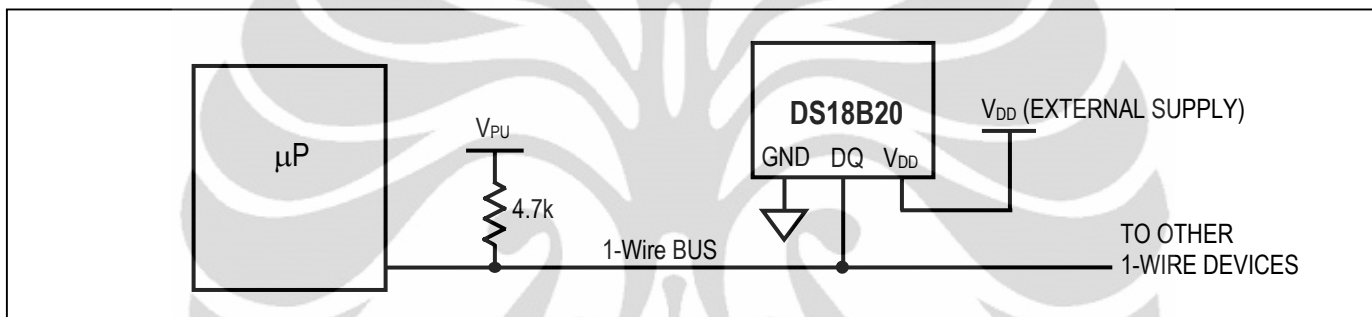 μP
VPU
4.7k
1-Wire BUS
DS18B20
GND DQ VDD
VDD (EXTERNAL SUPPLY)
TO OTHER
1-WIRE DEVICES